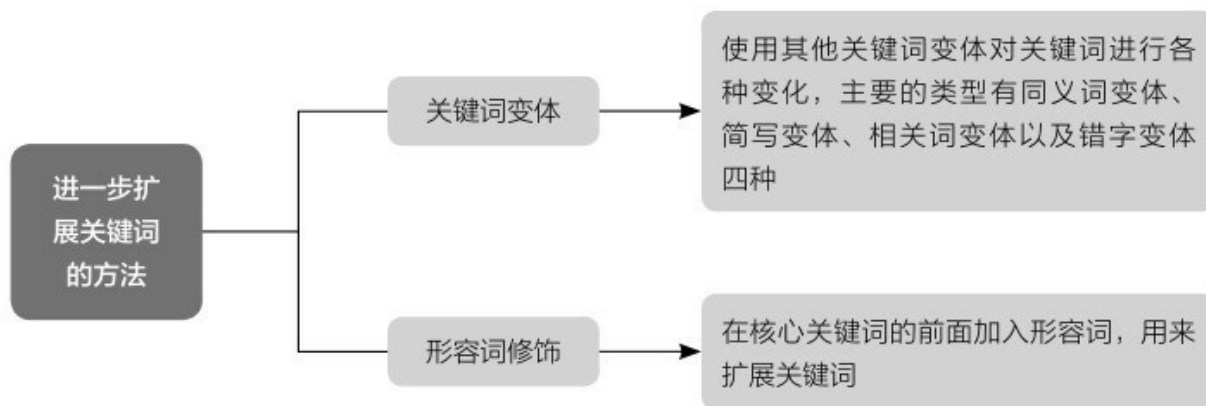 进一步扩
展关键词
的方法
关键词变体
使用其他关键词变体对关键词进行各
种变化，主要的类型有同义词变体、
简写变体、相关词变体以及错字变体
四种
形容词修饰
在核心关键词的前面加入形容词，用来
扩展关键词